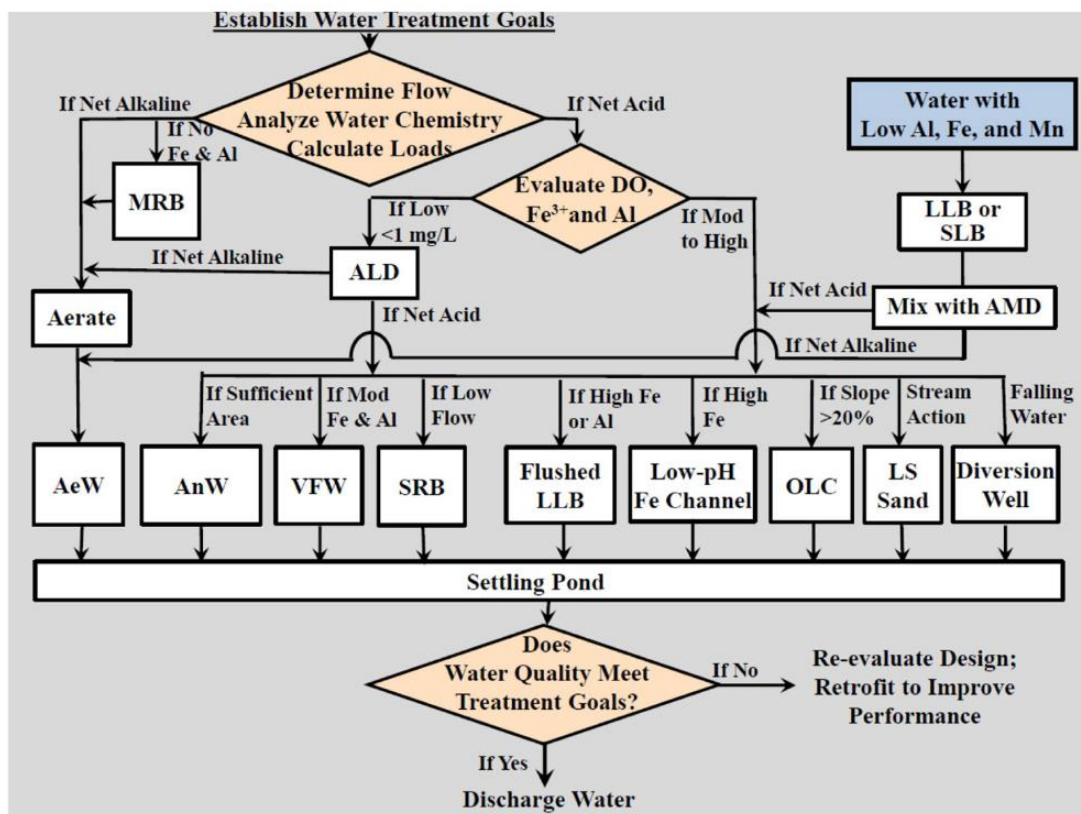 Establish Water Treatment Goals
If Net Alkaline
Determine Flow
Analyze Water Chemistry
Calculate Loads
If Net Acid
If No
Fe & Al
MRB
Water with
Low Al, Fe, and Mn
Evaluate DO,
Fe³⁺and Al
If Low
<1 mg/L
If Mod
to High
LLB or
SLB
If Net Alkaline
ALD
If Net Acid
Mix with AMD
Aerate
If Net Acid
If Net Alkaline
If Sufficient
Area
If Mod
Fe & Al
If Low
Flow
If High Fe
or Al
If High
Fe
If Slope
>20%
Stream
Action
Falling
Water
AeW
AnW
VFW
SRB
Flushed
LLB
Low-pH
Fe Channel
OLC
LS
Sand
Diversion
Well
Settling Pond
Does
Water Quality Meet
Treatment Goals?
If No
Re-evaluate Design;
Retrofit to Improve
Performance
If Yes
Discharge Water